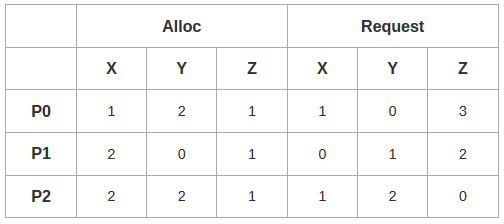 Alloc Request
X Y Z X Y Z
P0 1 2 1 1 0 3
P1 2 0 1 0 1 2
P2 2 2 1 1 2 0